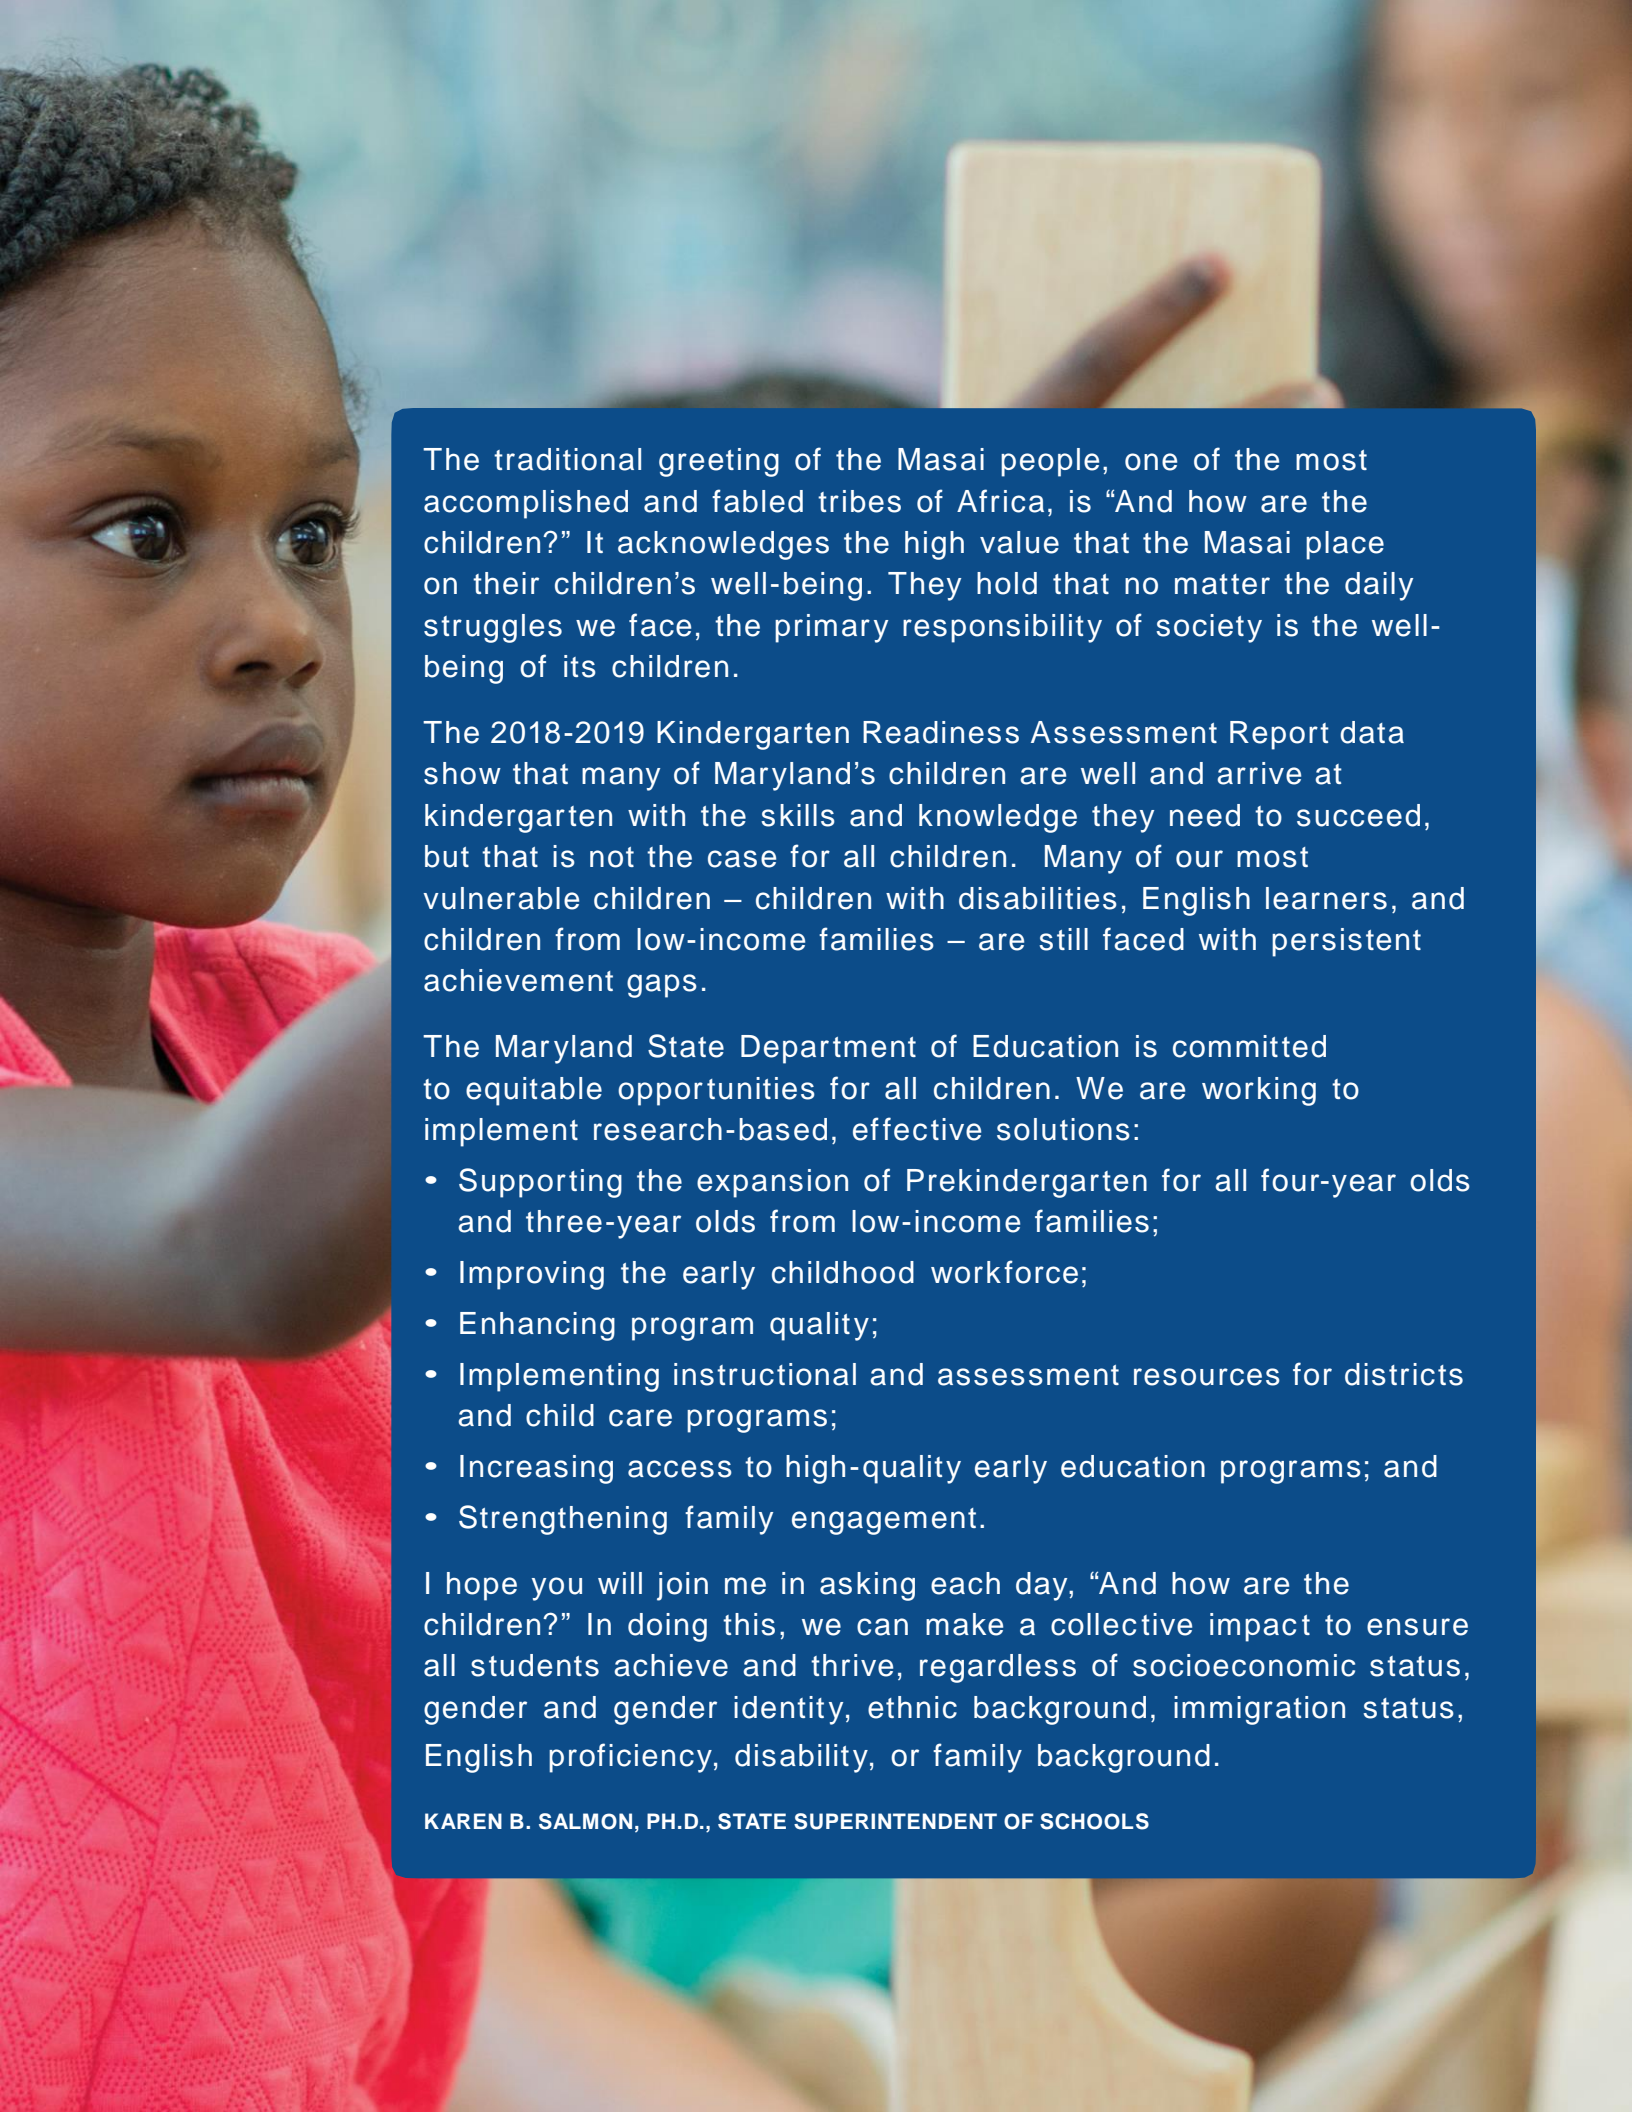 The traditional greeting of the Masai people, one of the most
accomplished and fabled tribes of Africa, is “And how are the
children?” It acknowledges the high value that the Masai place
on their children’s well-being. They hold that no matter the daily
struggles we face, the primary responsibility of society is the well-
being of its children.
The 2018-2019 Kindergarten Readiness Assessment Report data
show that many of Maryland’s children are well and arrive at
kindergarten with the skills and knowledge they need to succeed,
but that is not the case for all children.  Many of our most
vulnerable children – children with disabilities, English learners, and
children from low-income families – are still faced with persistent
achievement gaps.
The Maryland State Department of Education is committed
to equitable opportunities for all children. We are working to
implement research-based, effective solutions:
• Supporting the expansion of Prekindergarten for all four-year olds
and three-year olds from low-income families;
• Improving the early childhood workforce;
• Enhancing program quality;
• Implementing instructional and assessment resources for districts
and child care programs;
• Increasing access to high-quality early education programs; and
• Strengthening family engagement.
I hope you will join me in asking each day, “And how are the
children?” In doing this, we can make a collective impact to ensure
all students achieve and thrive, regardless of socioeconomic status,
gender and gender identity, ethnic background, immigration status,
English proficiency, disability, or family background.
KAREN B. SALMON, PH.D., STATE SUPERINTENDENT OF SCHOOLS